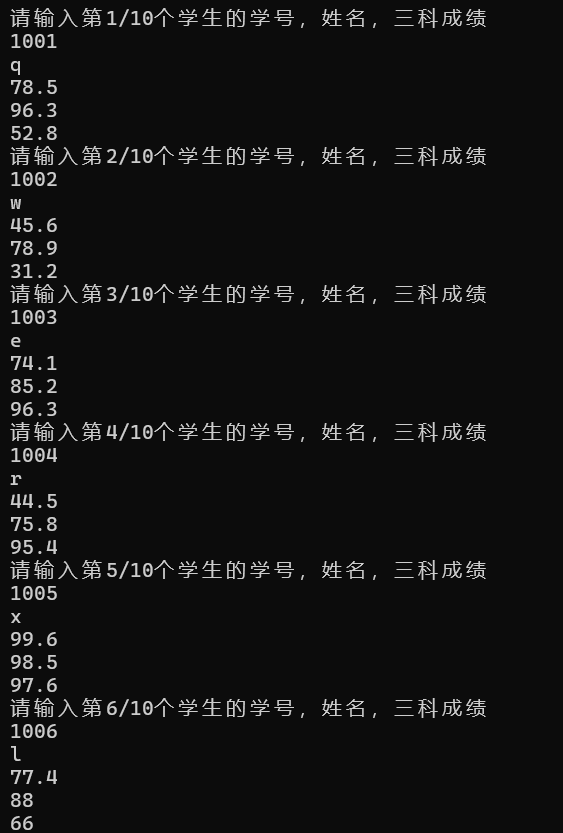 请输入第1/10个学生的学号，姓名，三科成绩
1001
q
78.5
96.3
52.8
请输入第2/10个学生的学号，姓名，三科成绩
1002
w
45.6
78.9
31.2
请输入第3/10个学生的学号，姓名，三科成绩
1003
e
74.1
85.2
96.3
请输入第4/10个学生的学号，姓名，三科成绩
1004
r
44.5
75.8
95.4
请输入第5/10个学生的学号，姓名，三科成绩
1005
x
99.6
98.5
97.6
请输入第6/10个学生的学号，姓名，三科成绩
1006
l
77.4
88
66